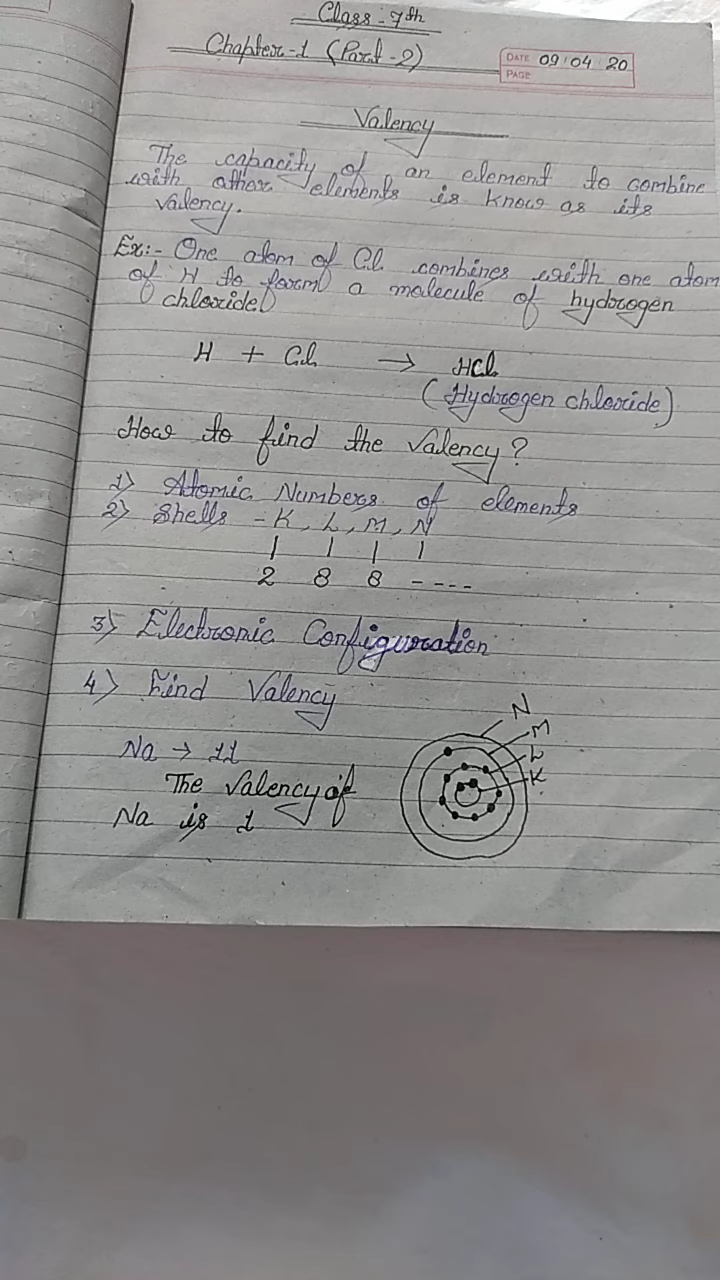 Class - 7th
Chapter-1 (Part-2)
DATE 09/04/20
PAGE
Valency
The capacity of an element to combine
with other elements is know as its
Valency.
Ex:- One atom of Cl combines with one atom
of H to form a molecule of hydrogen
chloride
H + Cl → HCl
(Hydrogen chloride)
How to find the Valency?
1) Atomic Numbers of elements
2) Shells - K, L, M, N
2 8 8 ----
3) Electronic Configuration
4) Find Valency
N
M
L
K
Na → 11
The Valency of
Na is 1